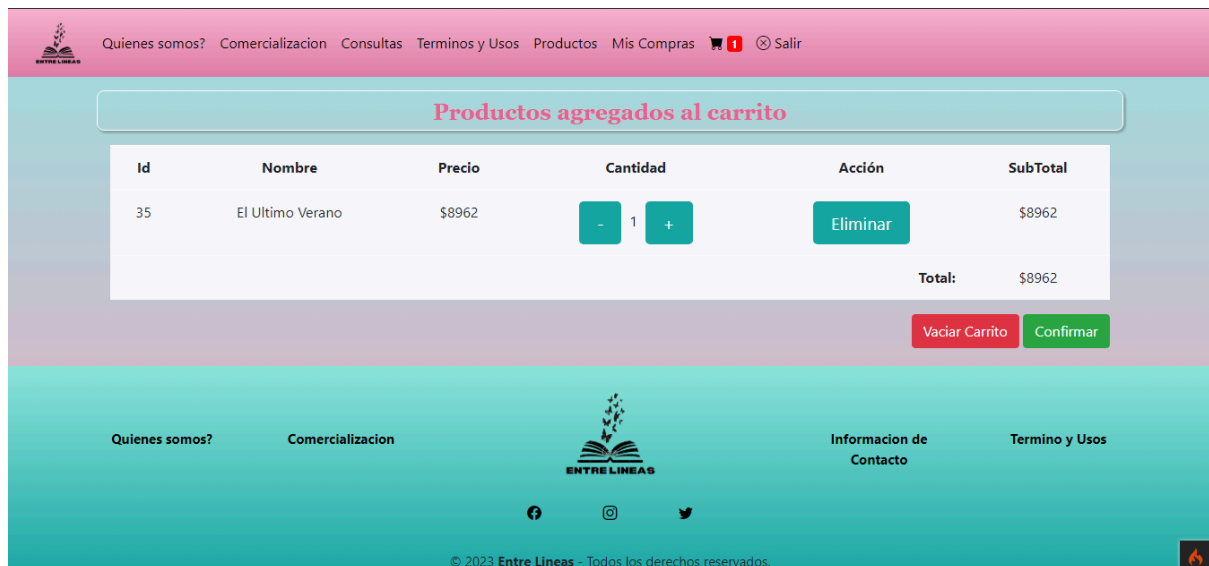 ENTRE LINEAS
Quienes somos? Comercializacion Consultas Terminos y Usos Productos Mis Compras 1 Salir
Productos agregados al carrito
Id Nombre Precio Cantidad Acción SubTotal
35 El Ultimo Verano $8962 - 1 + Eliminar $8962
Total: $8962
Vaciar Carrito Confirmar
Quienes somos? Comercializacion ENTRE LINEAS Informacion de Contacto Termino y Usos
© 2023 Entre Lineas - Todos los derechos reservados.